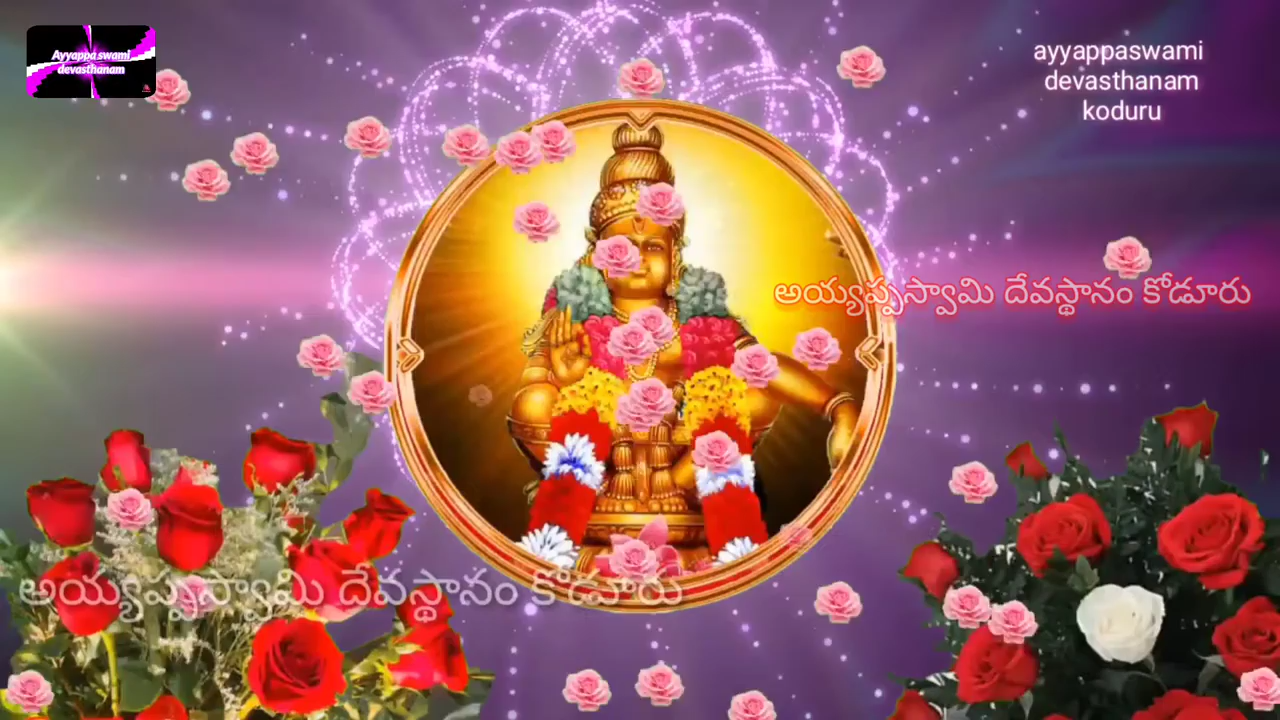 Ayyappa swami
devasthanam
ayyappaswami
devasthanam
koduru
అయ్యప్పస్వామి దేవస్థానం కోడూరు
అయ్యప్పస్వామి దేవస్థానం కోడూరు